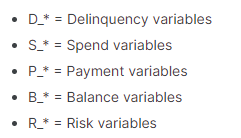 • D_* = Delinquency variables
• S_* = Spend variables
• P_* = Payment variables
• B_* = Balance variables
• R_* = Risk variables